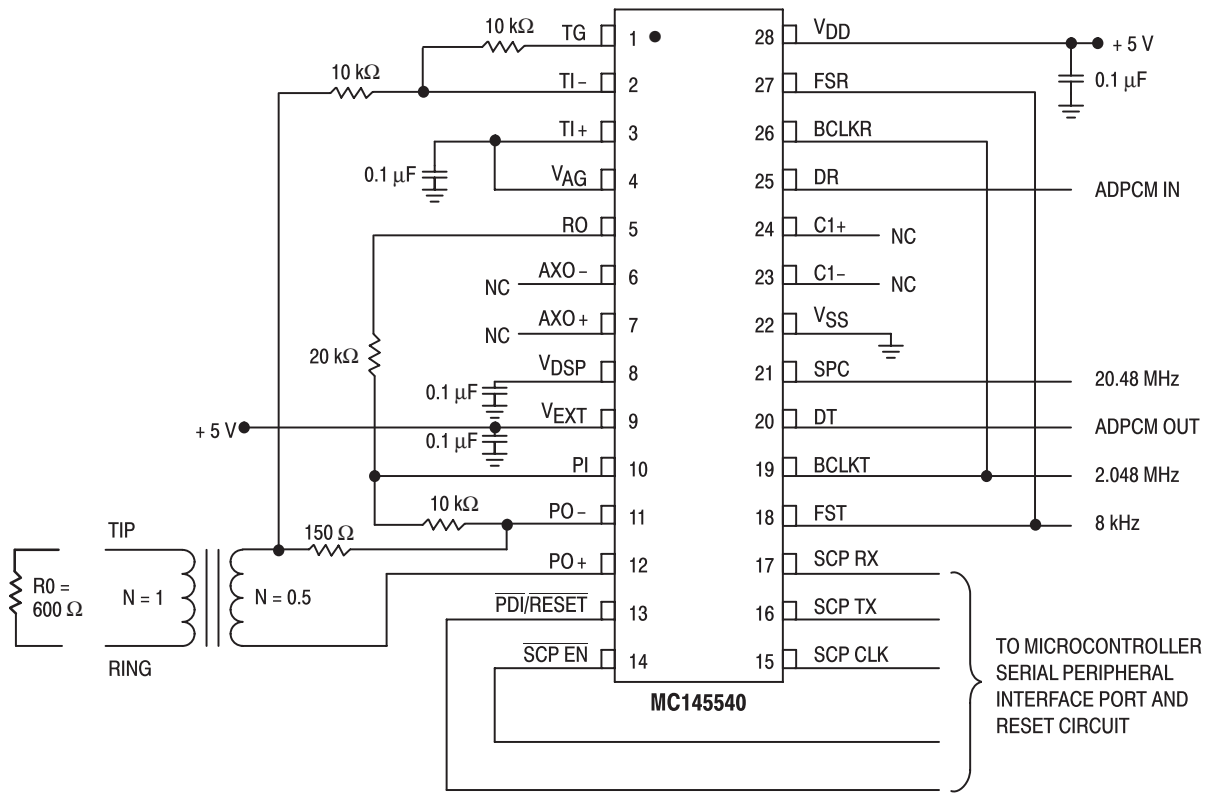 10 kΩ
TG
1
28
VDD
+ 5 V
10 kΩ
TI–
2
27
FSR
0.1 µF
TI+
3
26
BCLKR
0.1 µF
VAG
4
25
DR
ADPCM IN
RO
5
24
C1+
NC
NC
AXO–
6
23
C1–
NC
NC
AXO+
7
22
VSS
20 kΩ
VDSP
8
21
SPC
20.48 MHz
0.1 µF
+ 5 V
VEXT
9
20
DT
ADPCM OUT
0.1 µF
PI
10
19
BCLKT
2.048 MHz
10 kΩ
PO–
11
18
FST
8 kHz
150 Ω
TIP
PO+
12
17
SCP RX
R0 =
600 Ω
N = 1
N = 0.5
PDI/RESET
13
16
SCP TX
RING
SCP EN
14
15
SCP CLK
TO MICROCONTROLLER
SERIAL PERIPHERAL
INTERFACE PORT AND
RESET CIRCUIT
MC145540